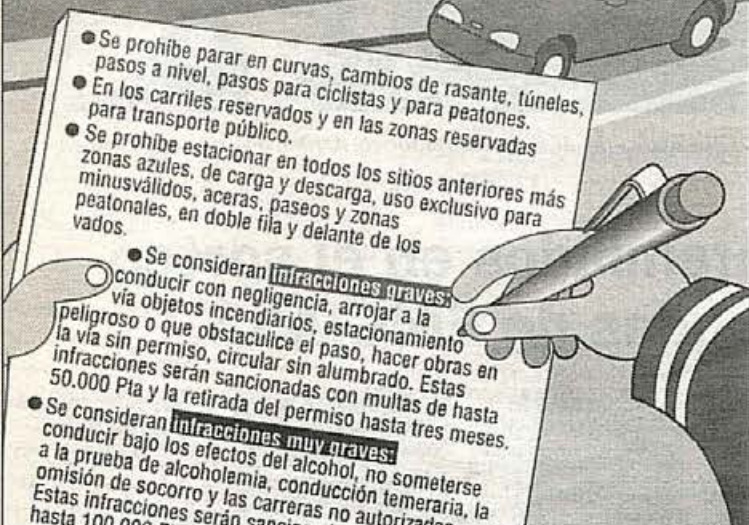 ● Se prohíbe parar en curvas, cambios de rasante, túneles,
pasos a nivel, pasos para ciclistas y para peatones.
● En los carriles reservados y en las zonas reservadas
para transporte público.
● Se prohíbe estacionar en todos los sitios anteriores más
zonas azules, de carga y descarga, uso exclusivo para
minusválidos, aceras, paseos y zonas
peatonales, en doble fila y delante de los
vados.
● Se consideran infracciones graves:
conducir con negligencia, arrojar a la
vía objetos incendiarios, estacionamiento
peligroso o que obstaculice el paso, hacer obras en
la vía sin permiso, circular sin alumbrado. Estas
infracciones serán sancionadas con multas de hasta
50.000 Pta y la retirada del permiso hasta tres meses.
● Se consideran infracciones muy graves:
conducir bajo los efectos del alcohol, no someterse
a la prueba de alcoholemia, conducción temeraria, la
omisión de socorro y las carreras no autorizadas.
Estas infracciones serán
hasta 100.000